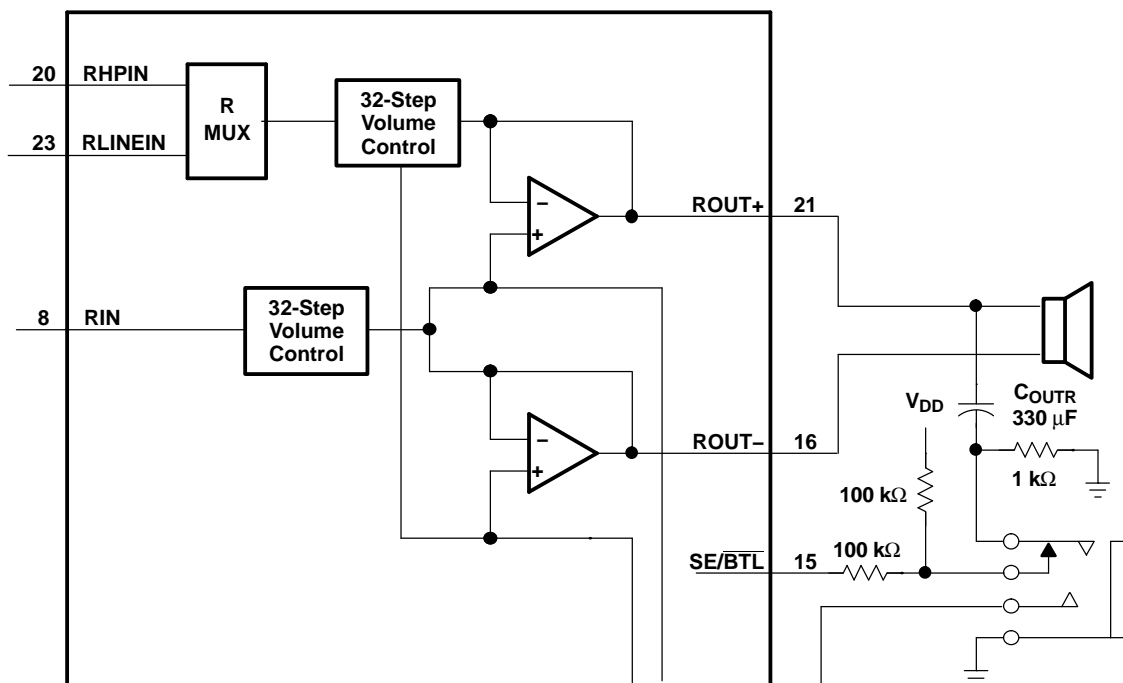 20 RHPIN
R
MUX
23 RLINEIN
32-Step
Volume
Control
–
+
ROUT+ 21
8 RIN
32-Step
Volume
Control
–
+
ROUT– 16
VDD
COUTR
330 μF
1 kΩ
100 kΩ
100 kΩ
SE/BTL 15